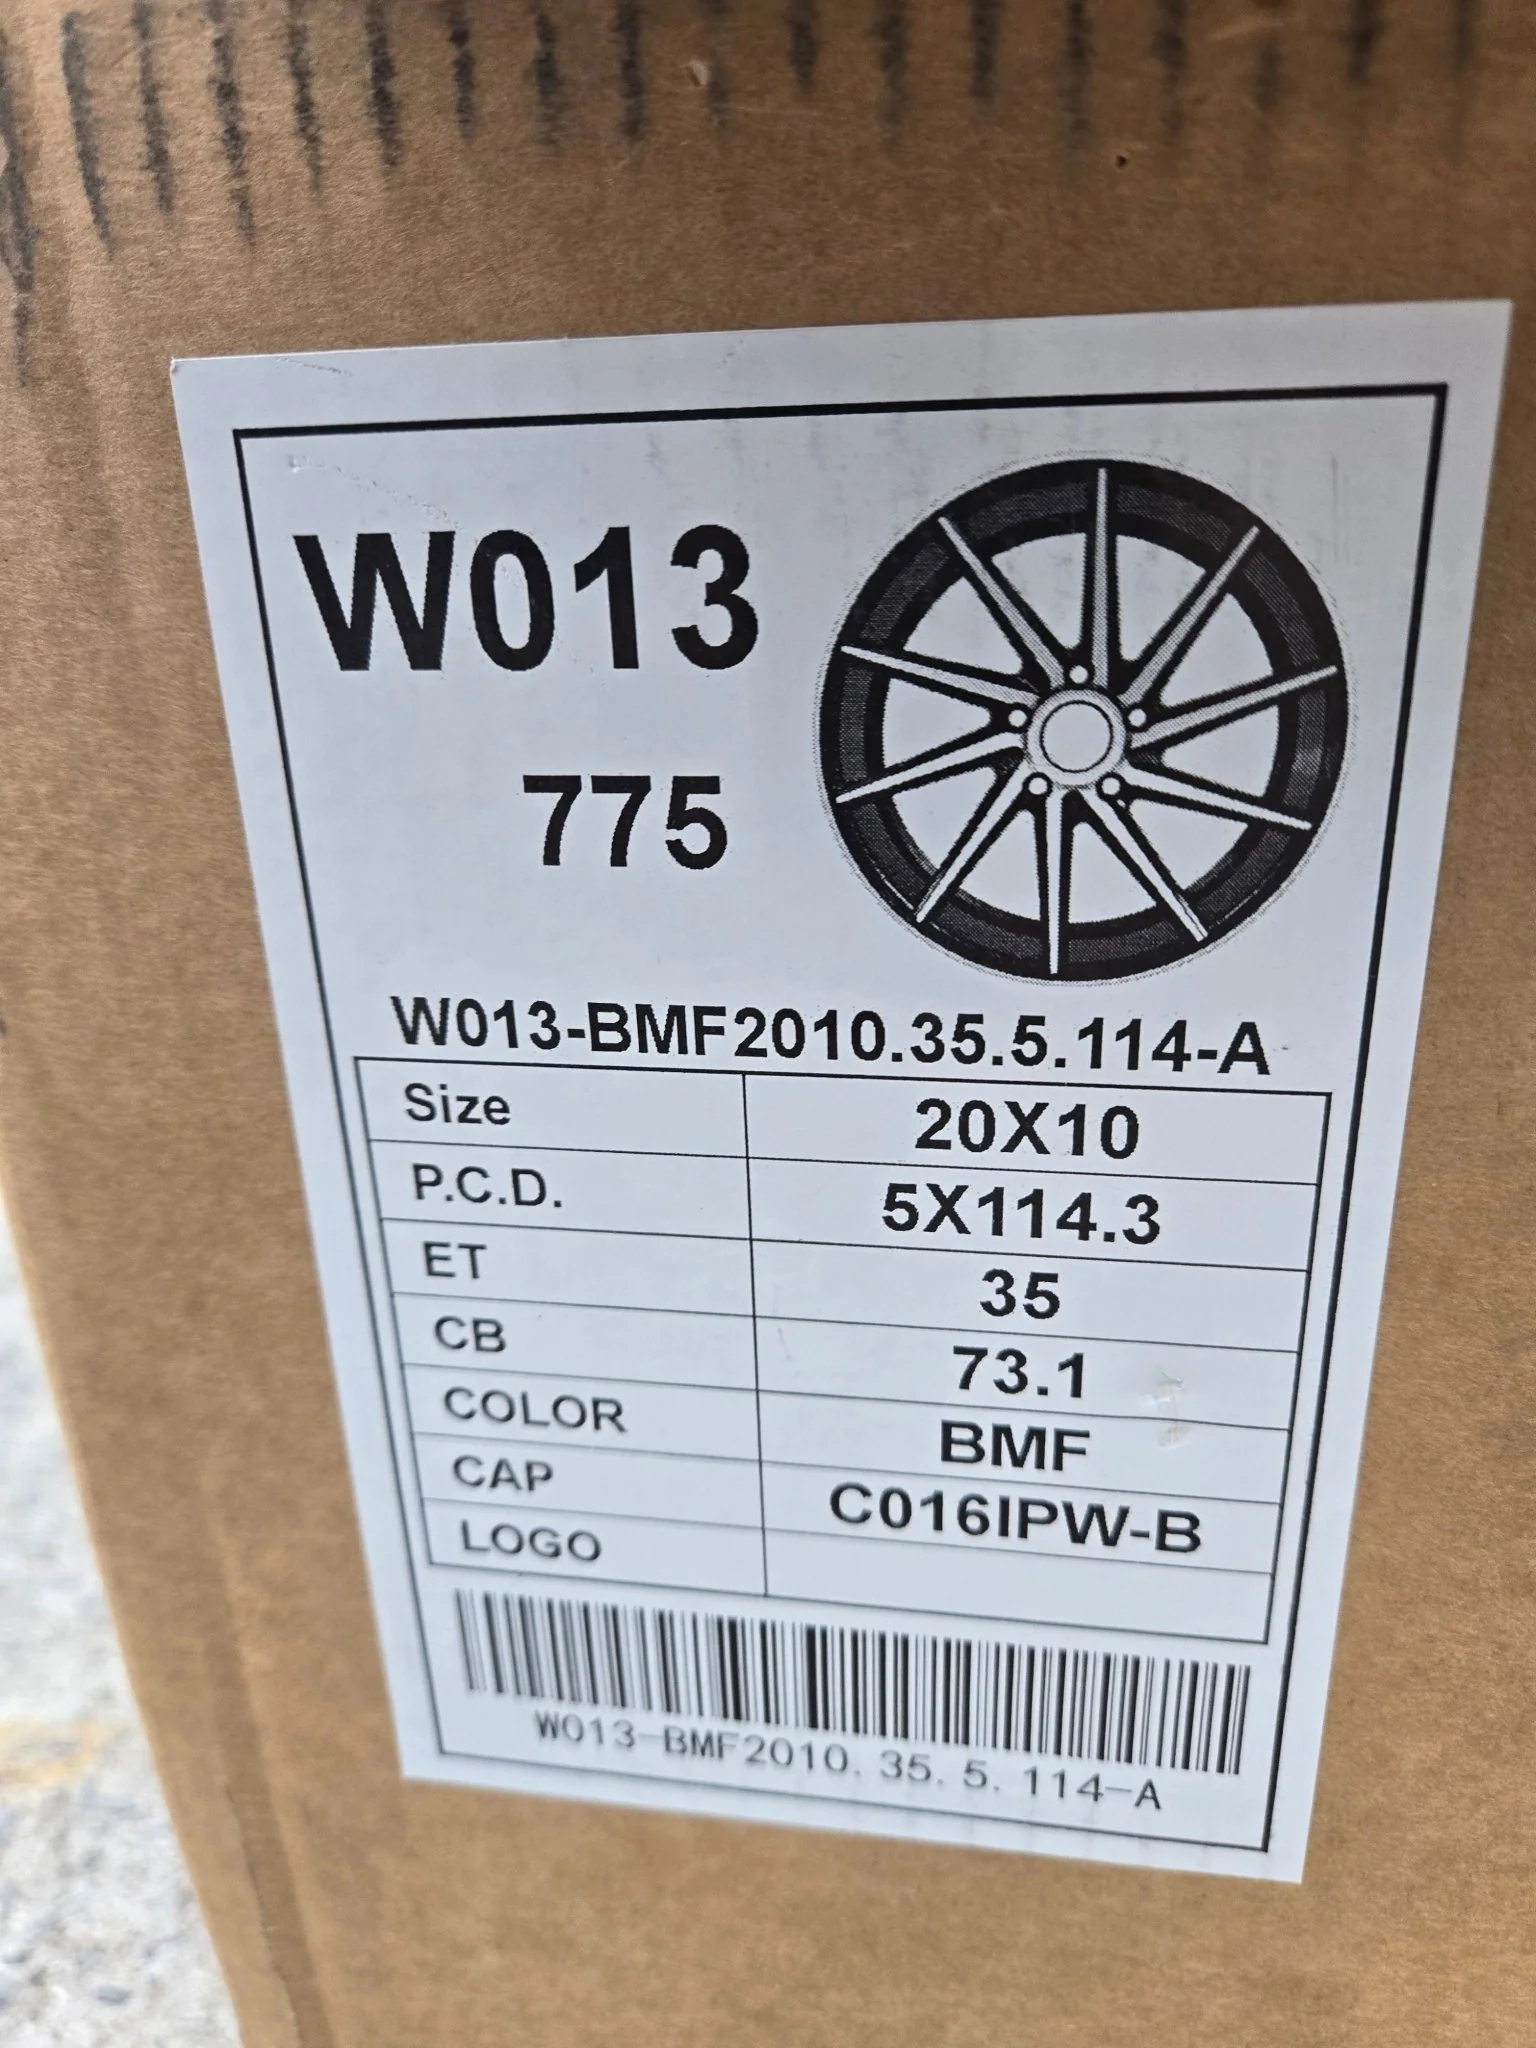 W013
775
W013-BMF2010.35.5.114-A
Size 20X10
P.C.D. 5X114.3
ET 35
CB 73.1
COLOR BMF
CAP C016IPW-B
LOGO
W013-BMF2010.35.5.114-A